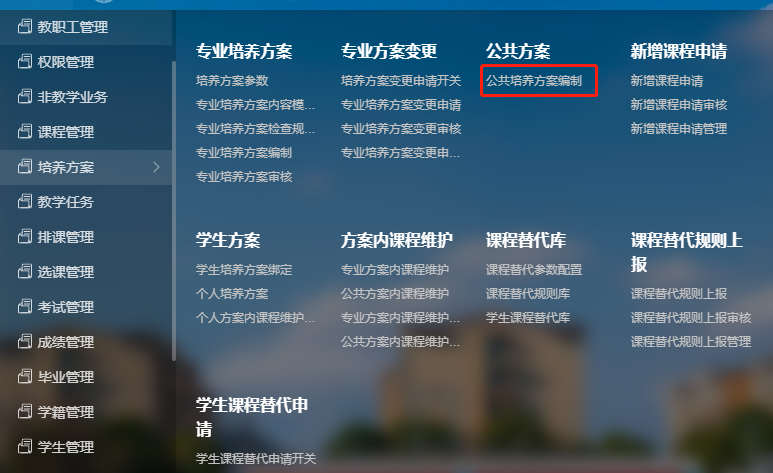 教职工管理
权限管理
非教学业务
课程管理
培养方案
教学任务
排课管理
选课管理
考试管理
成绩管理
毕业管理
学籍管理
学生管理
专业培养方案
培养方案参数
专业培养方案内容模...
专业培养方案检查规...
专业培养方案编制
专业培养方案审核
专业方案变更
培养方案变更申请开关
专业培养方案变更申请
专业培养方案变更审核
专业培养方案变更申...
公共方案
公共培养方案编制
新增课程申请
新增课程申请
新增课程申请审核
新增课程申请管理
学生方案
学生培养方案绑定
个人培养方案
个人方案内课程维护...
方案内课程维护
专业方案内课程维护
公共方案内课程维护
专业方案内课程维护...
公共方案内课程维护...
课程替代库
课程替代参数配置
课程替代规则库
学生课程替代库
课程替代规则上
报
课程替代规则上报
课程替代规则上报审核
课程替代规则上报管理
学生课程替代申
请
学生课程替代申请开关